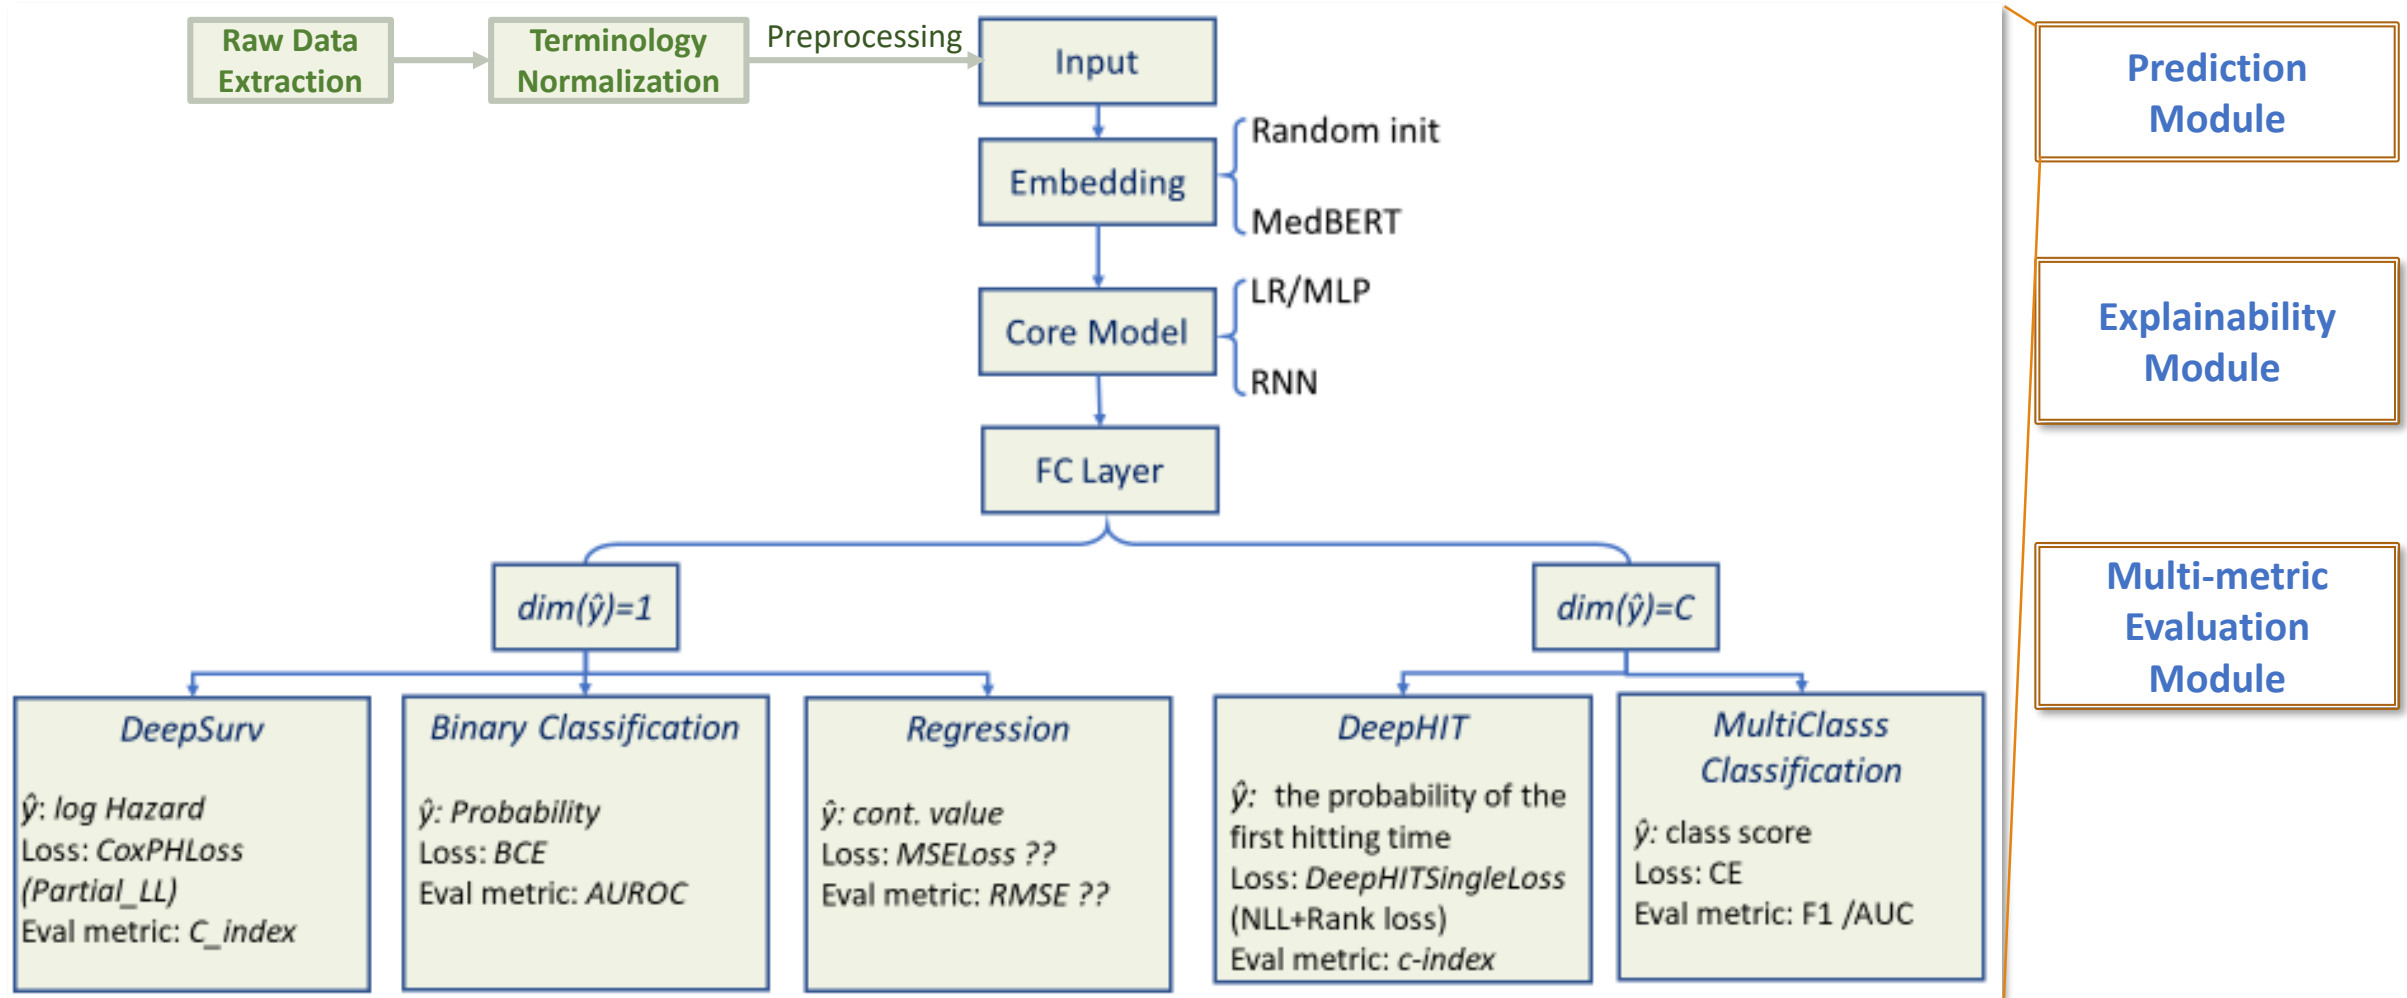 Raw Data
Extraction
Terminology
Normalization
Preprocessing
Input
Embedding
Random init
MedBERT
Core Model
LR/MLP
RNN
FC Layer
dim(ŷ)=1
dim(ŷ)=C
DeepSurv
ŷ: log Hazard
Loss: CoxPHLoss
(Partial_LL)
Eval metric: C_index
Binary Classification
ŷ: Probability
Loss: BCE
Eval metric: AUROC
Regression
ŷ: cont. value
Loss: MSELoss ??
Eval metric: RMSE ??
DeepHIT
ŷ: the probability of the
first hitting time
Loss: DeepHITSingleLoss
(NLL+Rank loss)
Eval metric: c-index
MultiClasss
Classification
ŷ: class score
Loss: CE
Eval metric: F1 /AUC
Prediction
Module
Explainability
Module
Multi-metric
Evaluation
Module